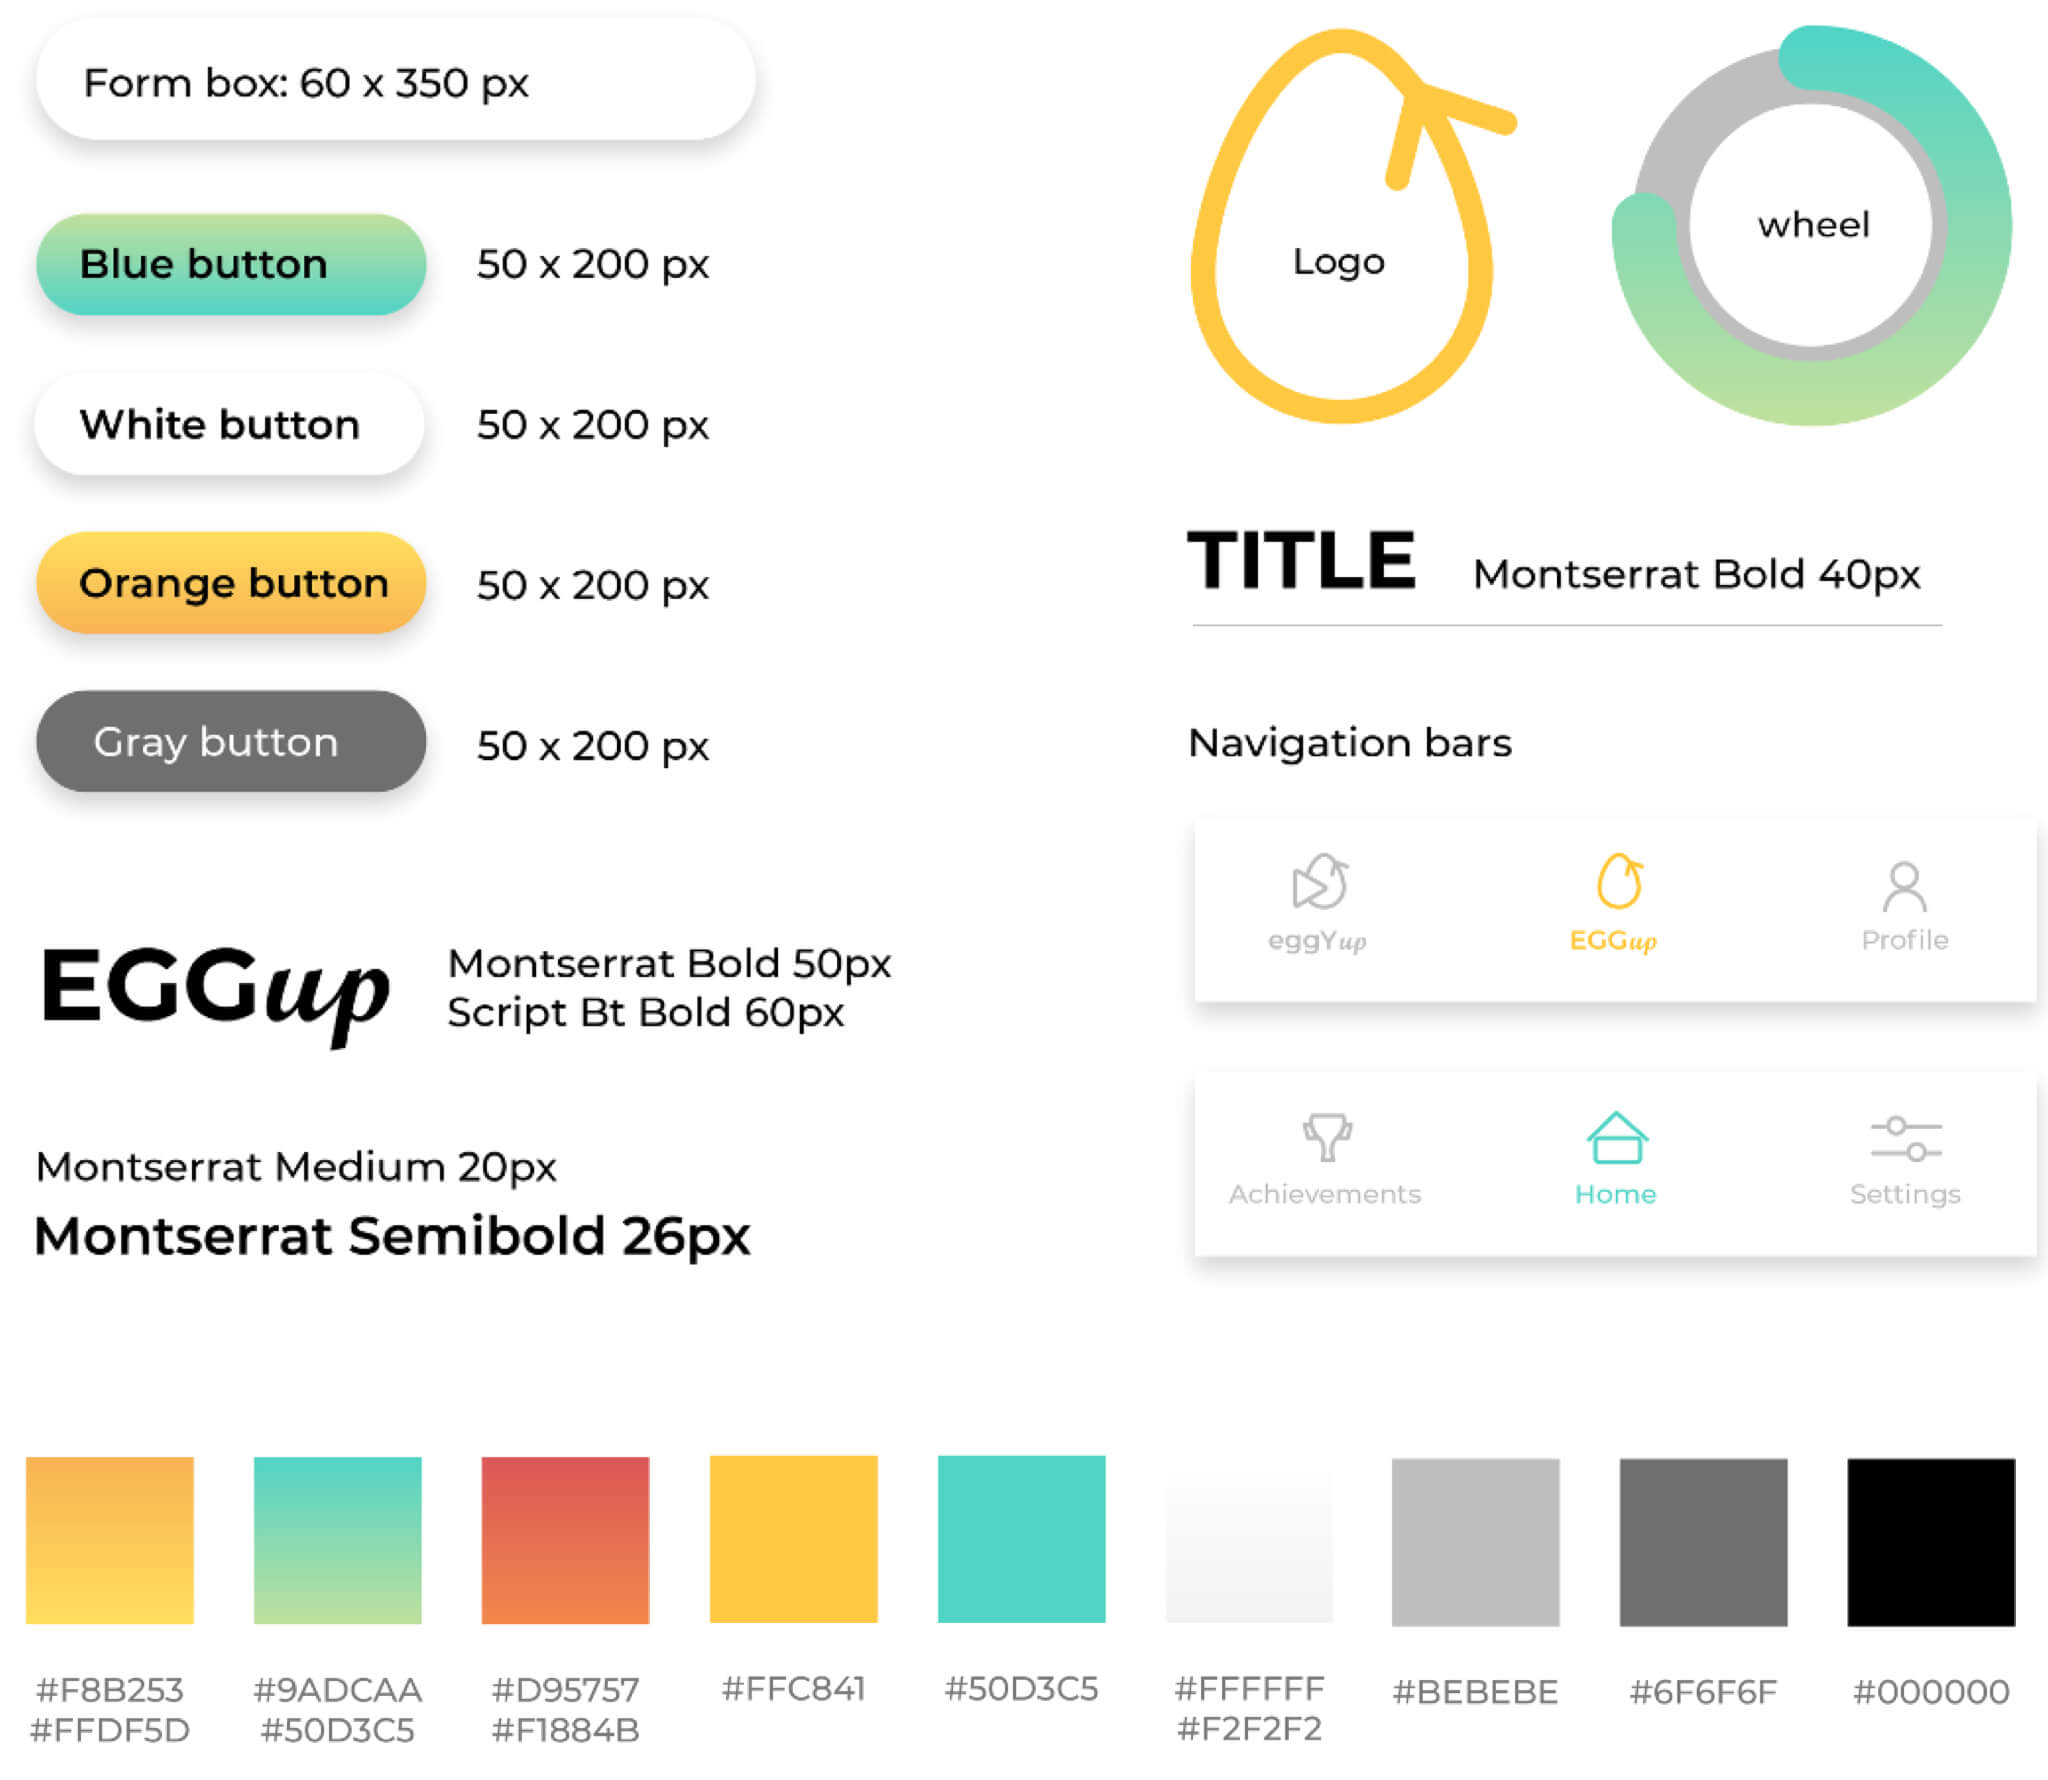 Form box: 60 x 350 px
Blue button
50 x 200 px
White button
50 x 200 px
Orange button
50 x 200 px
Gray button
50 x 200 px
EGGup
Montserrat Bold 50px
Script Bt Bold 60px
Montserrat Medium 20px
Montserrat Semibold 26px
Logo
wheel
TITLE
Montserrat Bold 40px
Navigation bars
eggYup
EGGup
Profile
Achievements
Home
Settings
#F8B253
#FFDF5D
#9ADCAA
#50D3C5
#D95757
#F1884B
#FFC841
#50D3C5
#FFFFFF
#F2F2F2
#BEBEBE
#6F6F6F
#000000